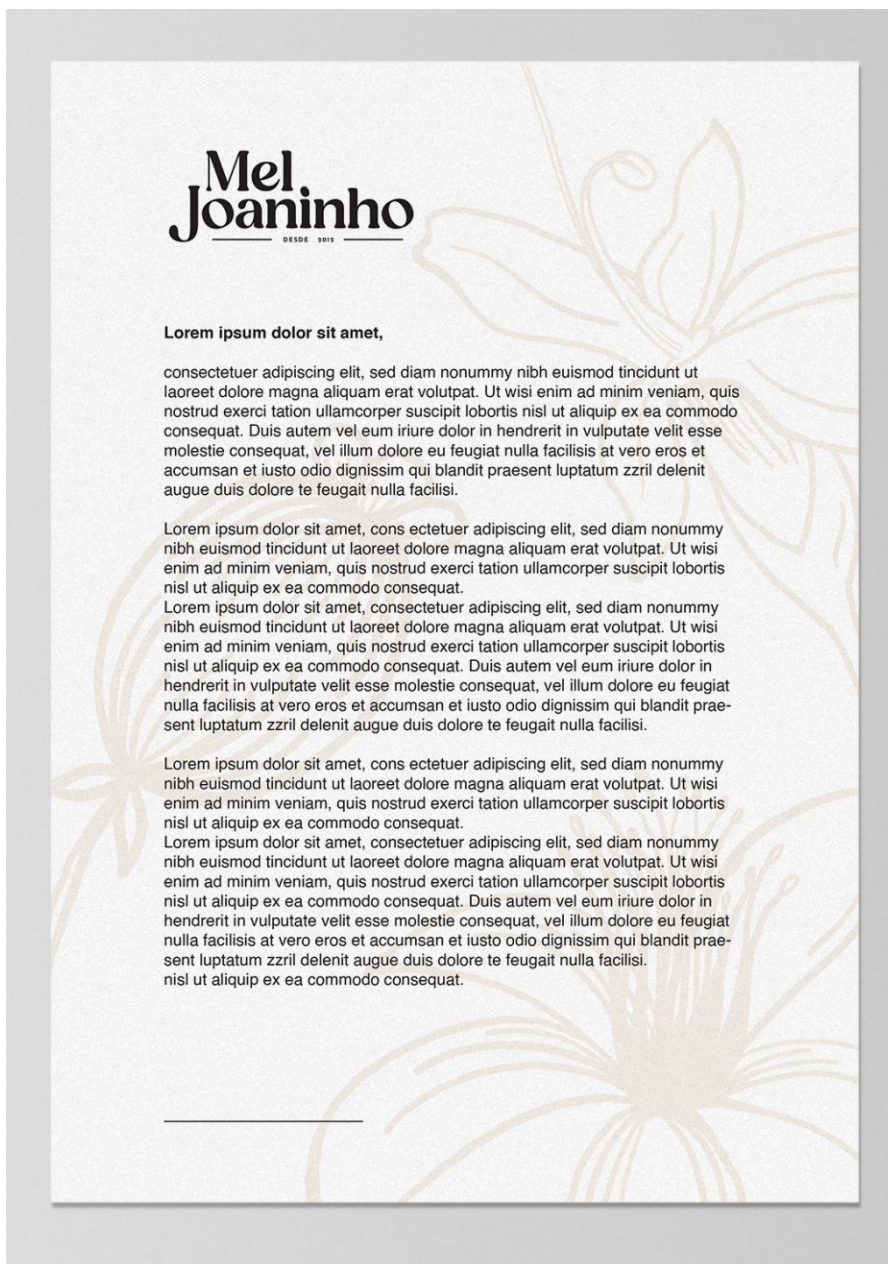 Mel
Joaninho
DESDE 2012
Lorem ipsum dolor sit amet,
consectetuer adipiscing elit, sed diam nonummy nibh euismod tincidunt ut
laoreet dolore magna aliquam erat volutpat. Ut wisi enim ad minim veniam, quis
nostrud exerci tation ullamcorper suscipit lobortis nisl ut aliquip ex ea commodo
consequat. Duis autem vel eum iriure dolor in hendrerit in vulputate velit esse
molestie consequat, vel illum dolore eu feugiat nulla facilisis at vero eros et
accumsan et iusto odio dignissim qui blandit praesent luptatum zzril delenit
augue duis dolore te feugait nulla facilisi.
Lorem ipsum dolor sit amet, cons ectetuer adipiscing elit, sed diam nonummy
nibh euismod tincidunt ut laoreet dolore magna aliquam erat volutpat. Ut wisi
enim ad minim veniam, quis nostrud exerci tation ullamcorper suscipit lobortis
nisl ut aliquip ex ea commodo consequat.
Lorem ipsum dolor sit amet, consectetuer adipiscing elit, sed diam nonummy
nibh euismod tincidunt ut laoreet dolore magna aliquam erat volutpat. Ut wisi
enim ad minim veniam, quis nostrud exerci tation ullamcorper suscipit lobortis
nisl ut aliquip ex ea commodo consequat. Duis autem vel eum iriure dolor in
hendrerit in vulputate velit esse molestie consequat, vel illum dolore eu feugiat
nulla facilisis at vero eros et accumsan et iusto odio dignissim qui blandit prae-
sent luptatum zzril delenit augue duis dolore te feugait nulla facilisi.
Lorem ipsum dolor sit amet, cons ectetuer adipiscing elit, sed diam nonummy
nibh euismod tincidunt ut laoreet dolore magna aliquam erat volutpat. Ut wisi
enim ad minim veniam, quis nostrud exerci tation ullamcorper suscipit lobortis
nisl ut aliquip ex ea commodo consequat.
Lorem ipsum dolor sit amet, consectetuer adipiscing elit, sed diam nonummy
nibh euismod tincidunt ut laoreet dolore magna aliquam erat volutpat. Ut wisi
enim ad minim veniam, quis nostrud exerci tation ullamcorper suscipit lobortis
nisl ut aliquip ex ea commodo consequat. Duis autem vel eum iriure dolor in
hendrerit in vulputate velit esse molestie consequat, vel illum dolore eu feugiat
nulla facilisis at vero eros et accumsan et iusto odio dignissim qui blandit prae-
sent luptatum zzril delenit augue duis dolore te feugait nulla facilisi.
nisl ut aliquip ex ea commodo consequat.